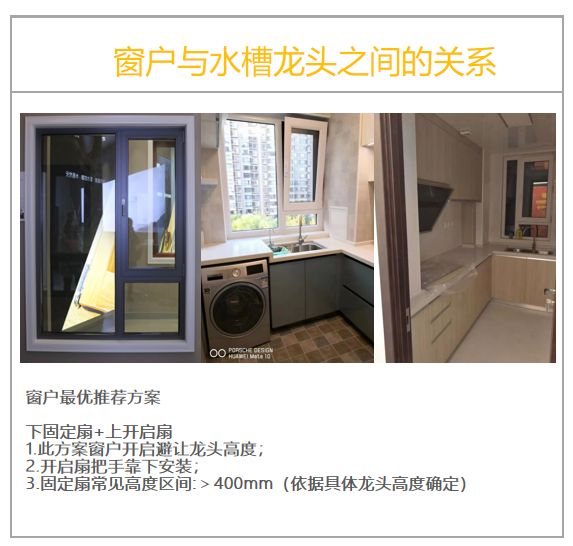 窗户与水槽龙头之间的关系
PORSCHE DESIGN
HUAWEI Mate 10
窗户最优推荐方案
下固定扇+上开启扇
1.此方案窗户开启避让龙头高度；
2.开启扇把手靠下安装；
3.固定扇常见高度区间:＞400mm（依据具体龙头高度确定）